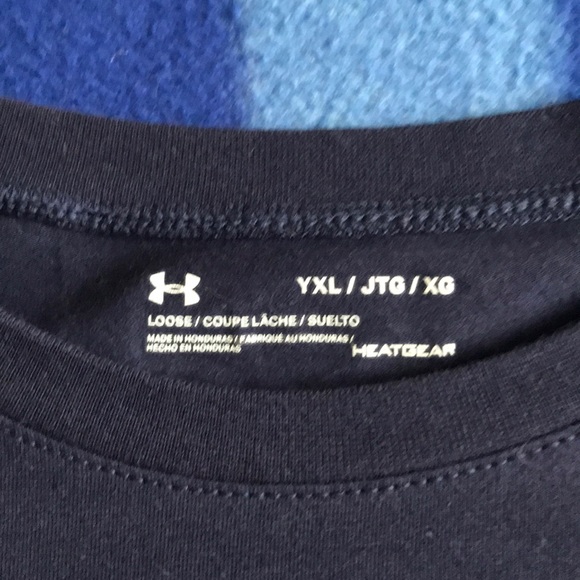 YXL / JTG / XG
LOOSE / COUPE LÂCHE / SUELTO
MADE IN HONDURAS / FABRIQUÉ AU HONDURAS /
HECHO EN HONDURAS
HEATGEAR